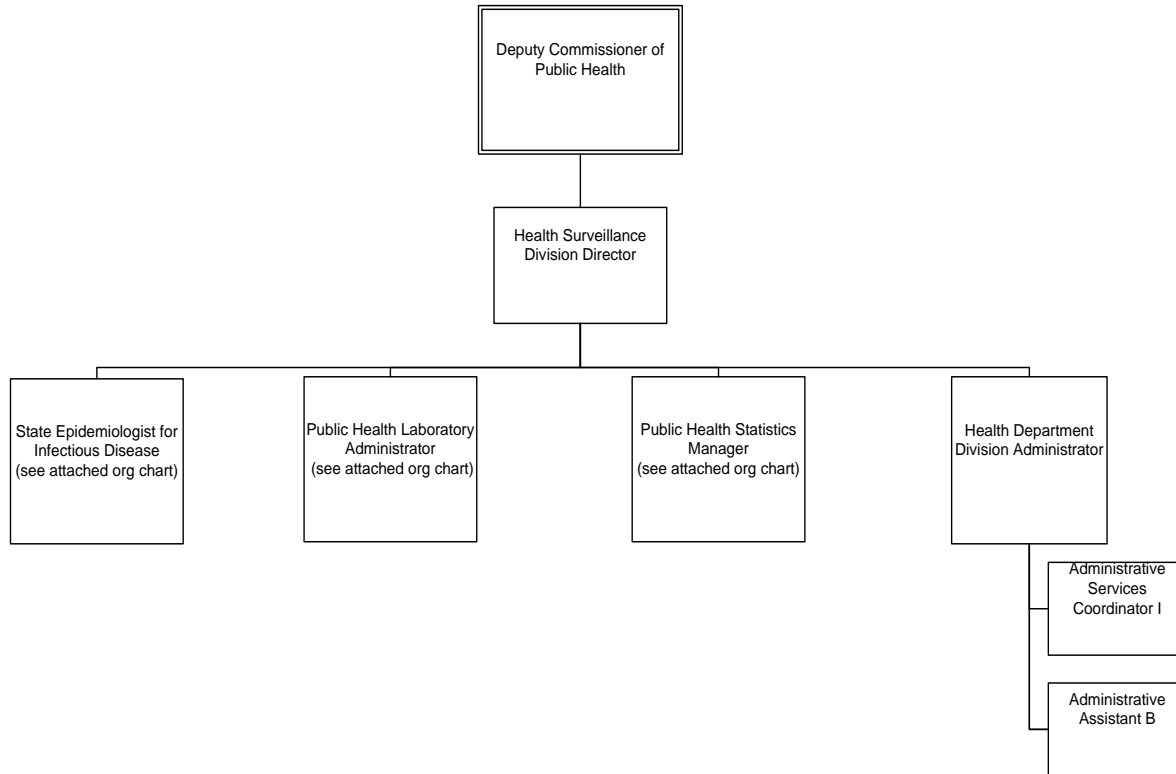 Deputy Commissioner of
Public Health
Health Surveillance
Division Director
State Epidemiologist for
Infectious Disease
(see attached org chart)
Public Health Laboratory
Administrator
(see attached org chart)
Public Health Statistics
Manager
(see attached org chart)
Health Department
Division Administrator
Administrative
Services
Coordinator I
Administrative
Assistant B